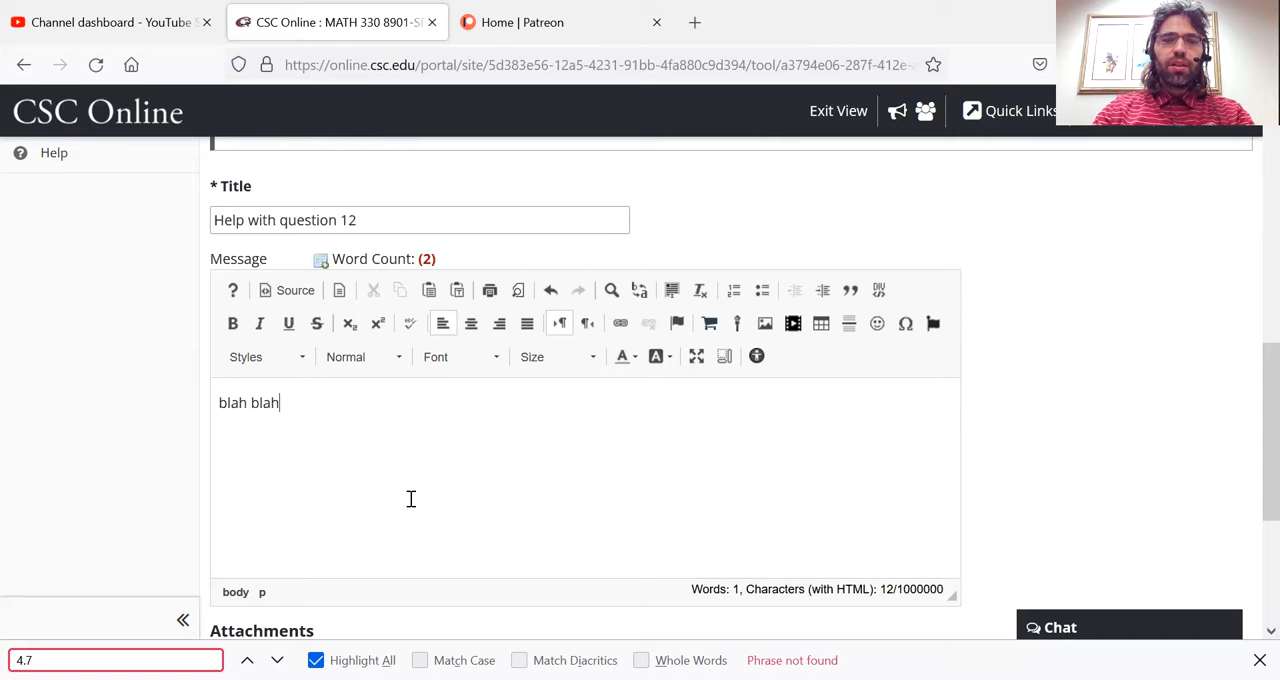 Channel dashboard - YouTube S
CSC Online : MATH 330 8901-S
Home | Patreon
https://online.csc.edu/portal/site/5d383e56-12a5-4231-91bb-4fa880c9d394/tool/a3794e06-287f-412e-
CSC Online
Exit View
Quick Links
Help
* Title
Help with question 12
Message
Word Count: (2)
? Source
B I U S
Styles Normal Font Size A A
blah blah
body p
Words: 1, Characters (with HTML): 12/1000000
Attachments
Chat
4.7
Highlight All Match Case Match Diacritics Whole Words Phrase not found